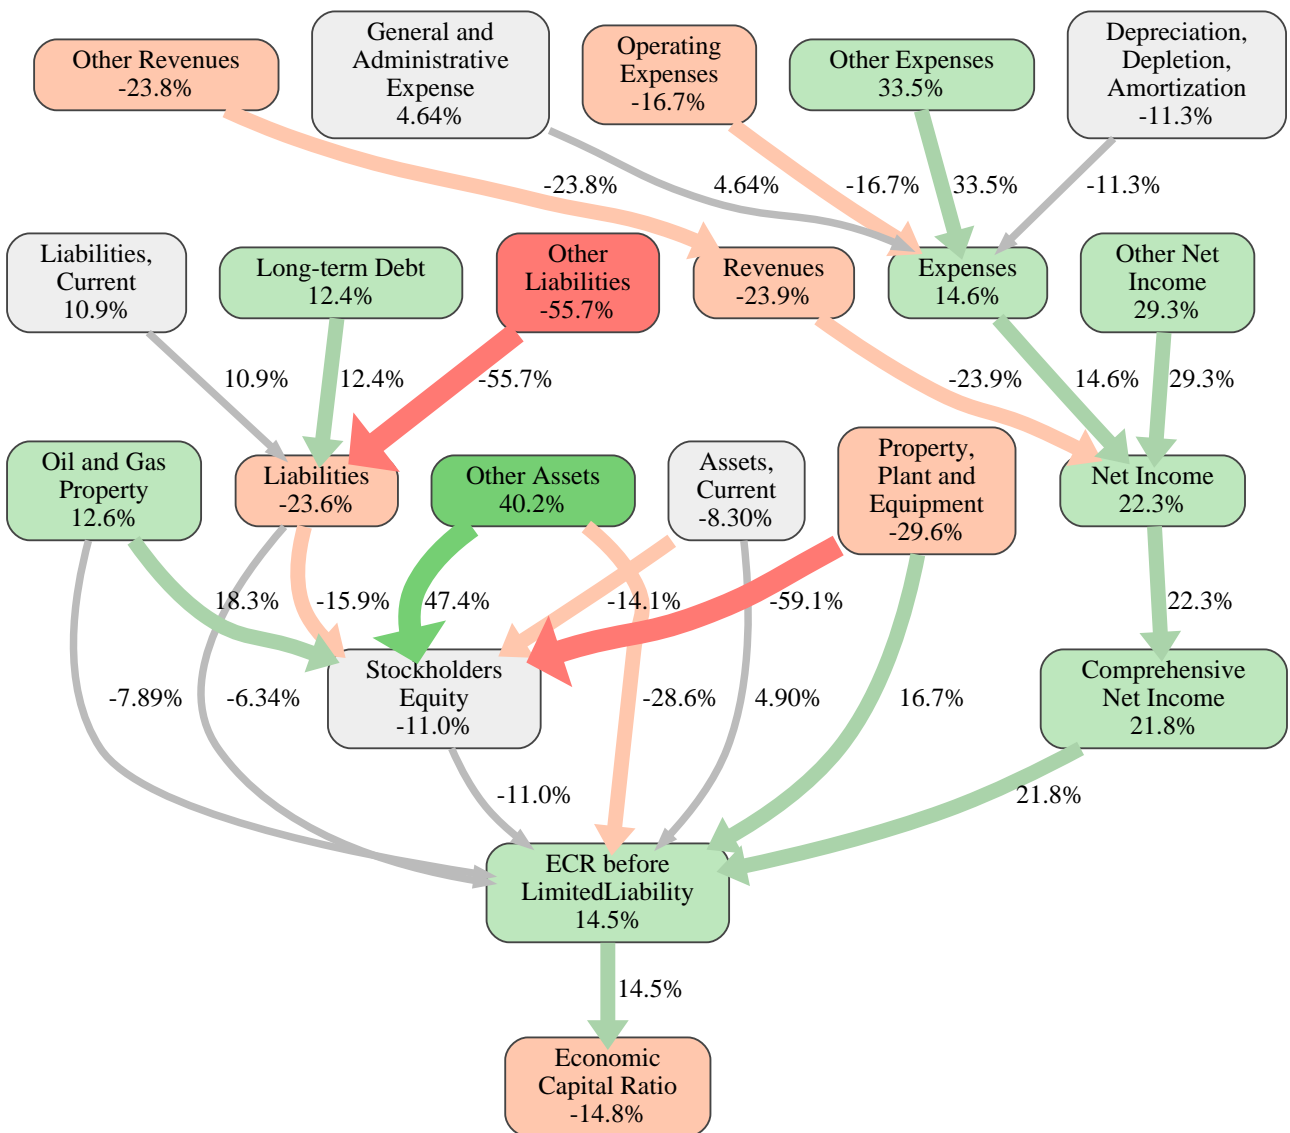 Other Revenues
-23.8%
General and
Administrative
Expense
4.64%
Operating
Expenses
-16.7%
Other Expenses
33.5%
Depreciation,
Depletion,
Amortization
-11.3%
-23.8%
4.64%
-16.7%
33.5%
-11.3%
Liabilities,
Current
10.9%
Long-term Debt
12.4%
Other
Liabilities
-55.7%
Revenues
-23.9%
Expenses
14.6%
Other Net
Income
29.3%
10.9%
12.4%
-55.7%
-23.9%
14.6%
29.3%
Oil and Gas
Property
12.6%
Liabilities
-23.6%
Other Assets
40.2%
Assets,
Current
-8.30%
Property,
Plant and
Equipment
-29.6%
Net Income
22.3%
18.3%
-15.9%
47.4%
-14.1%
-59.1%
22.3%
Stockholders
Equity
-11.0%
Comprehensive
Net Income
21.8%
-7.89%
-6.34%
-28.6%
4.90%
16.7%
-11.0%
21.8%
ECR before
LimitedLiability
14.5%
14.5%
Economic
Capital Ratio
-14.8%